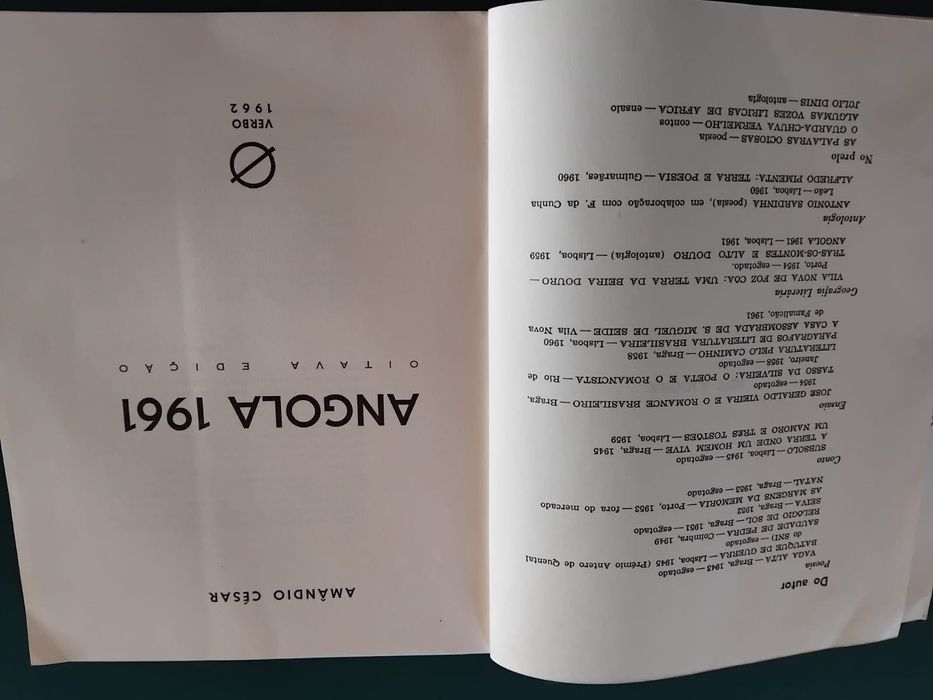 Do autor
Poesia
VAGA ALTA — Braga, 1943 — esgotado
BATUQUE DE GUERRA — Lisboa, 1945 (Prémio Antero de Quental
do SNI) — esgotado
SAUDADE DE PEDRA — Coimbra, 1949
RELÓGIO DE SOL — Braga, 1951 — esgotado
SEIVA — Braga, 1952
AS MARGENS DA MEMÓRIA — Porto, 1953 — fora do mercado
NATAL — Braga, 1953 — esgotado
Conto
SUBSOLO — Lisboa, 1945 — esgotado
A TERRA ONDE UM HOMEM VIVE — Braga, 1945
UM NAMORO E TRÊS TOSTÕES — Lisboa, 1959
Ensaio
JOSÉ GERALDO VIEIRA E O ROMANCE BRASILEIRO — Braga,
1954 — esgotado
TASSO DA SILVEIRA: O POETA E O ROMANCISTA — Rio de
Janeiro, 1958 — esgotado
LITERATURA PELO CAMINHO — Braga, 1958
PARÁGRAFOS DE LITERATURA BRASILEIRA — Lisboa, 1960
A CASA ASSOMBRADA DE S. MIGUEL DE SEIDE — Vila Nova
de Famalicão, 1961
Geografia Literária
VILA NOVA DE FOZ COA: UMA TERRA DA BEIRA DOURO —
Porto, 1954 — esgotado.
TRÁS-OS-MONTES E ALTO DOURO (antologia) — Lisboa, 1959
ANGOLA 1961 — Lisboa, 1961
Antologia
ANTÓNIO SARDINHA (poesia), em colaboração com F. da Cunha
Leão — Lisboa, 1960
ALFREDO PIMENTA: TERRA E POESIA — Guimarães, 1960
No prelo
AS PALAVRAS OCIOSAS — poesia
O GUARDA-CHUVA VERMELHO — contos
ALGUMAS VOZES LÍRICAS DE ÁFRICA — ensaio
JÚLIO DINIS — antologia
AMÂNDIO CÉSAR
ANGOLA 1961
OITAVA EDIÇÃO
VERBO
1962